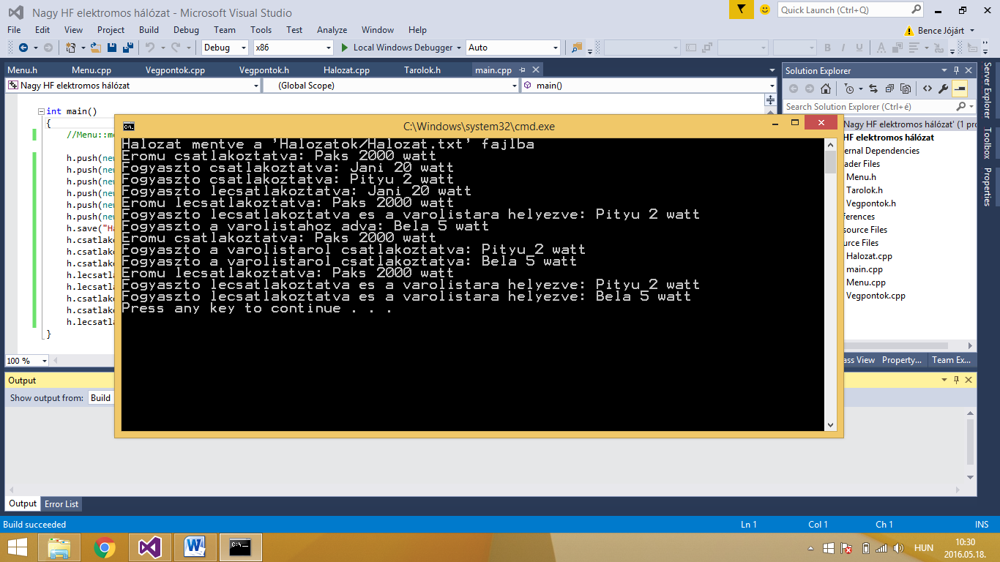 Nagy HF elektromos hálózat - Microsoft Visual Studio
Quick Launch (Ctrl+Q)
File Edit View Project Build Debug Team Tools Test Analyze Window Help
Bence Jójárt
Debug x86 Local Windows Debugger Auto
Menu.h Menu.cpp Vegpontok.cpp Vegpontok.h Halozat.cpp Tarolok.h main.cpp
Nagy HF elektromos hálózat (Global Scope) main()
int main()
{
//Menu::m
h.push(new
h.push(new
h.push(new
h.push(new
h.push(new
h.push(new
h.save("Ha
h.csatlak
h.csatlak
h.csatlak
h.lecsatla
h.lecsatla
h.csatlak
h.csatlak
h.lecsatla
}
100 %
C:\Windows\system32\cmd.exe
Halozat mentve a 'Halozatok/Halozat.txt' fajlba
Eromu csatlakoztatva: Paks 2000 watt
Fogyaszto csatlakoztatva: Jani 20 watt
Fogyaszto csatlakoztatva: Pityu 2 watt
Fogyaszto lecsatlakoztatva: Jani 20 watt
Eromu lecsatlakoztatva: Paks 2000 watt
Fogyaszto lecsatlakoztatva es a varolistara helyezve: Pityu 2 watt
Fogyaszto a varolistahoz adva: Bela 5 watt
Eromu csatlakoztatva: Paks 2000 watt
Fogyaszto a varolistarol csatlakoztatva: Pityu 2 watt
Fogyaszto a varolistarol csatlakoztatva: Bela 5 watt
Eromu lecsatlakoztatva: Paks 2000 watt
Fogyaszto lecsatlakoztatva es a varolistara helyezve: Pityu 2 watt
Fogyaszto lecsatlakoztatva es a varolistara helyezve: Bela 5 watt
Press any key to continue . . .
Solution Explorer
Search Solution Explorer (Ctrl+é)
Nagy HF elektromos hálózat' (1 pro
HF elektromos hálózat
ernal Dependencies
ader Files
Menu.h
Tarolok.h
Vegpontok.h
ferences
source Files
urce Files
Halozat.cpp
main.cpp
Menu.cpp
Vegpontok.cpp
ass View Property... Team Ex...
Server Explorer
Toolbox
Properties
Output
Show output from: Build
Output Error List
Build succeeded Ln 1 Col 1 Ch 1 INS
HUN
10:30
2016.05.18.